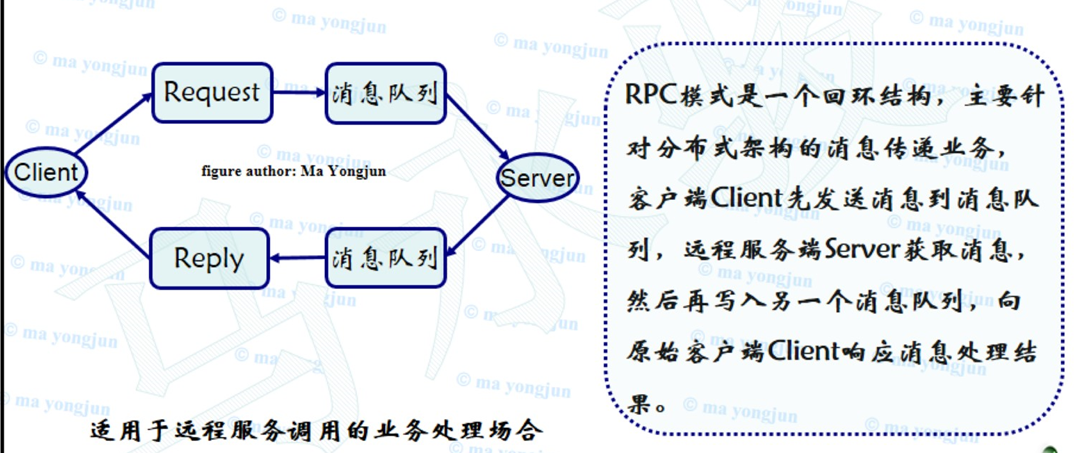 Request
消息队列
Client
figure author: Ma Yongjun
Server
Reply
消息队列
适用于远程服务调用的业务处理场合
RPC模式是一个回环结构，主要针
对分布式架构的消息传递业务，
客户端Client先发送消息到消息队
列，远程服务端Server获取消息，
然后再写入另一个消息队列，向
原始客户端Client响应消息处理结
果。
© ma yongjun